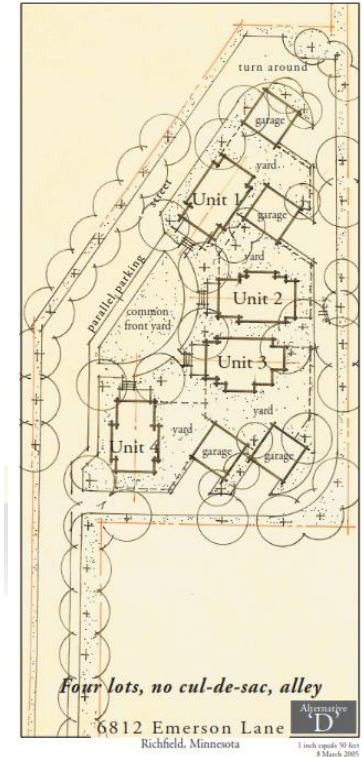 turn around
garage
yard
Unit 1
street
garage
yard
parallel parking
Unit 2
common
front yard
Unit 3
yard
yard
Unit 4
garage
garage
Four lots, no cul-de-sac, alley
Alternative
'D'
6812 Emerson Lane
Richfield, Minnesota
1 inch equals 50 feet
8 March 2005